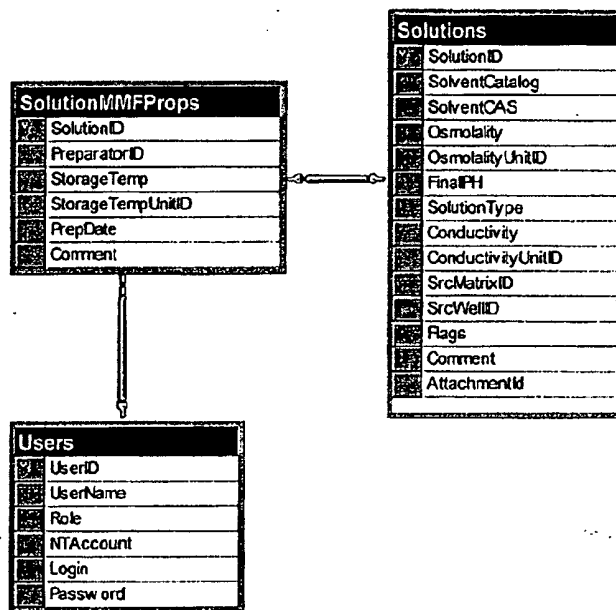 Solutions
SolutionID
SolventCatalog
SolventCAS
Osmolality
OsmolalityUnitID
FinalPH
SolutionType
Conductivity
ConductivityUnitID
SrcMatrixID
SrcWellID
Flags
Comment
AttachmentId
SolutionMMFProps
SolutionID
PreparatorID
StorageTemp
StorageTempUnitID
PrepDate
Comment
Users
UserID
UserName
Role
NTAccount
Login
Password